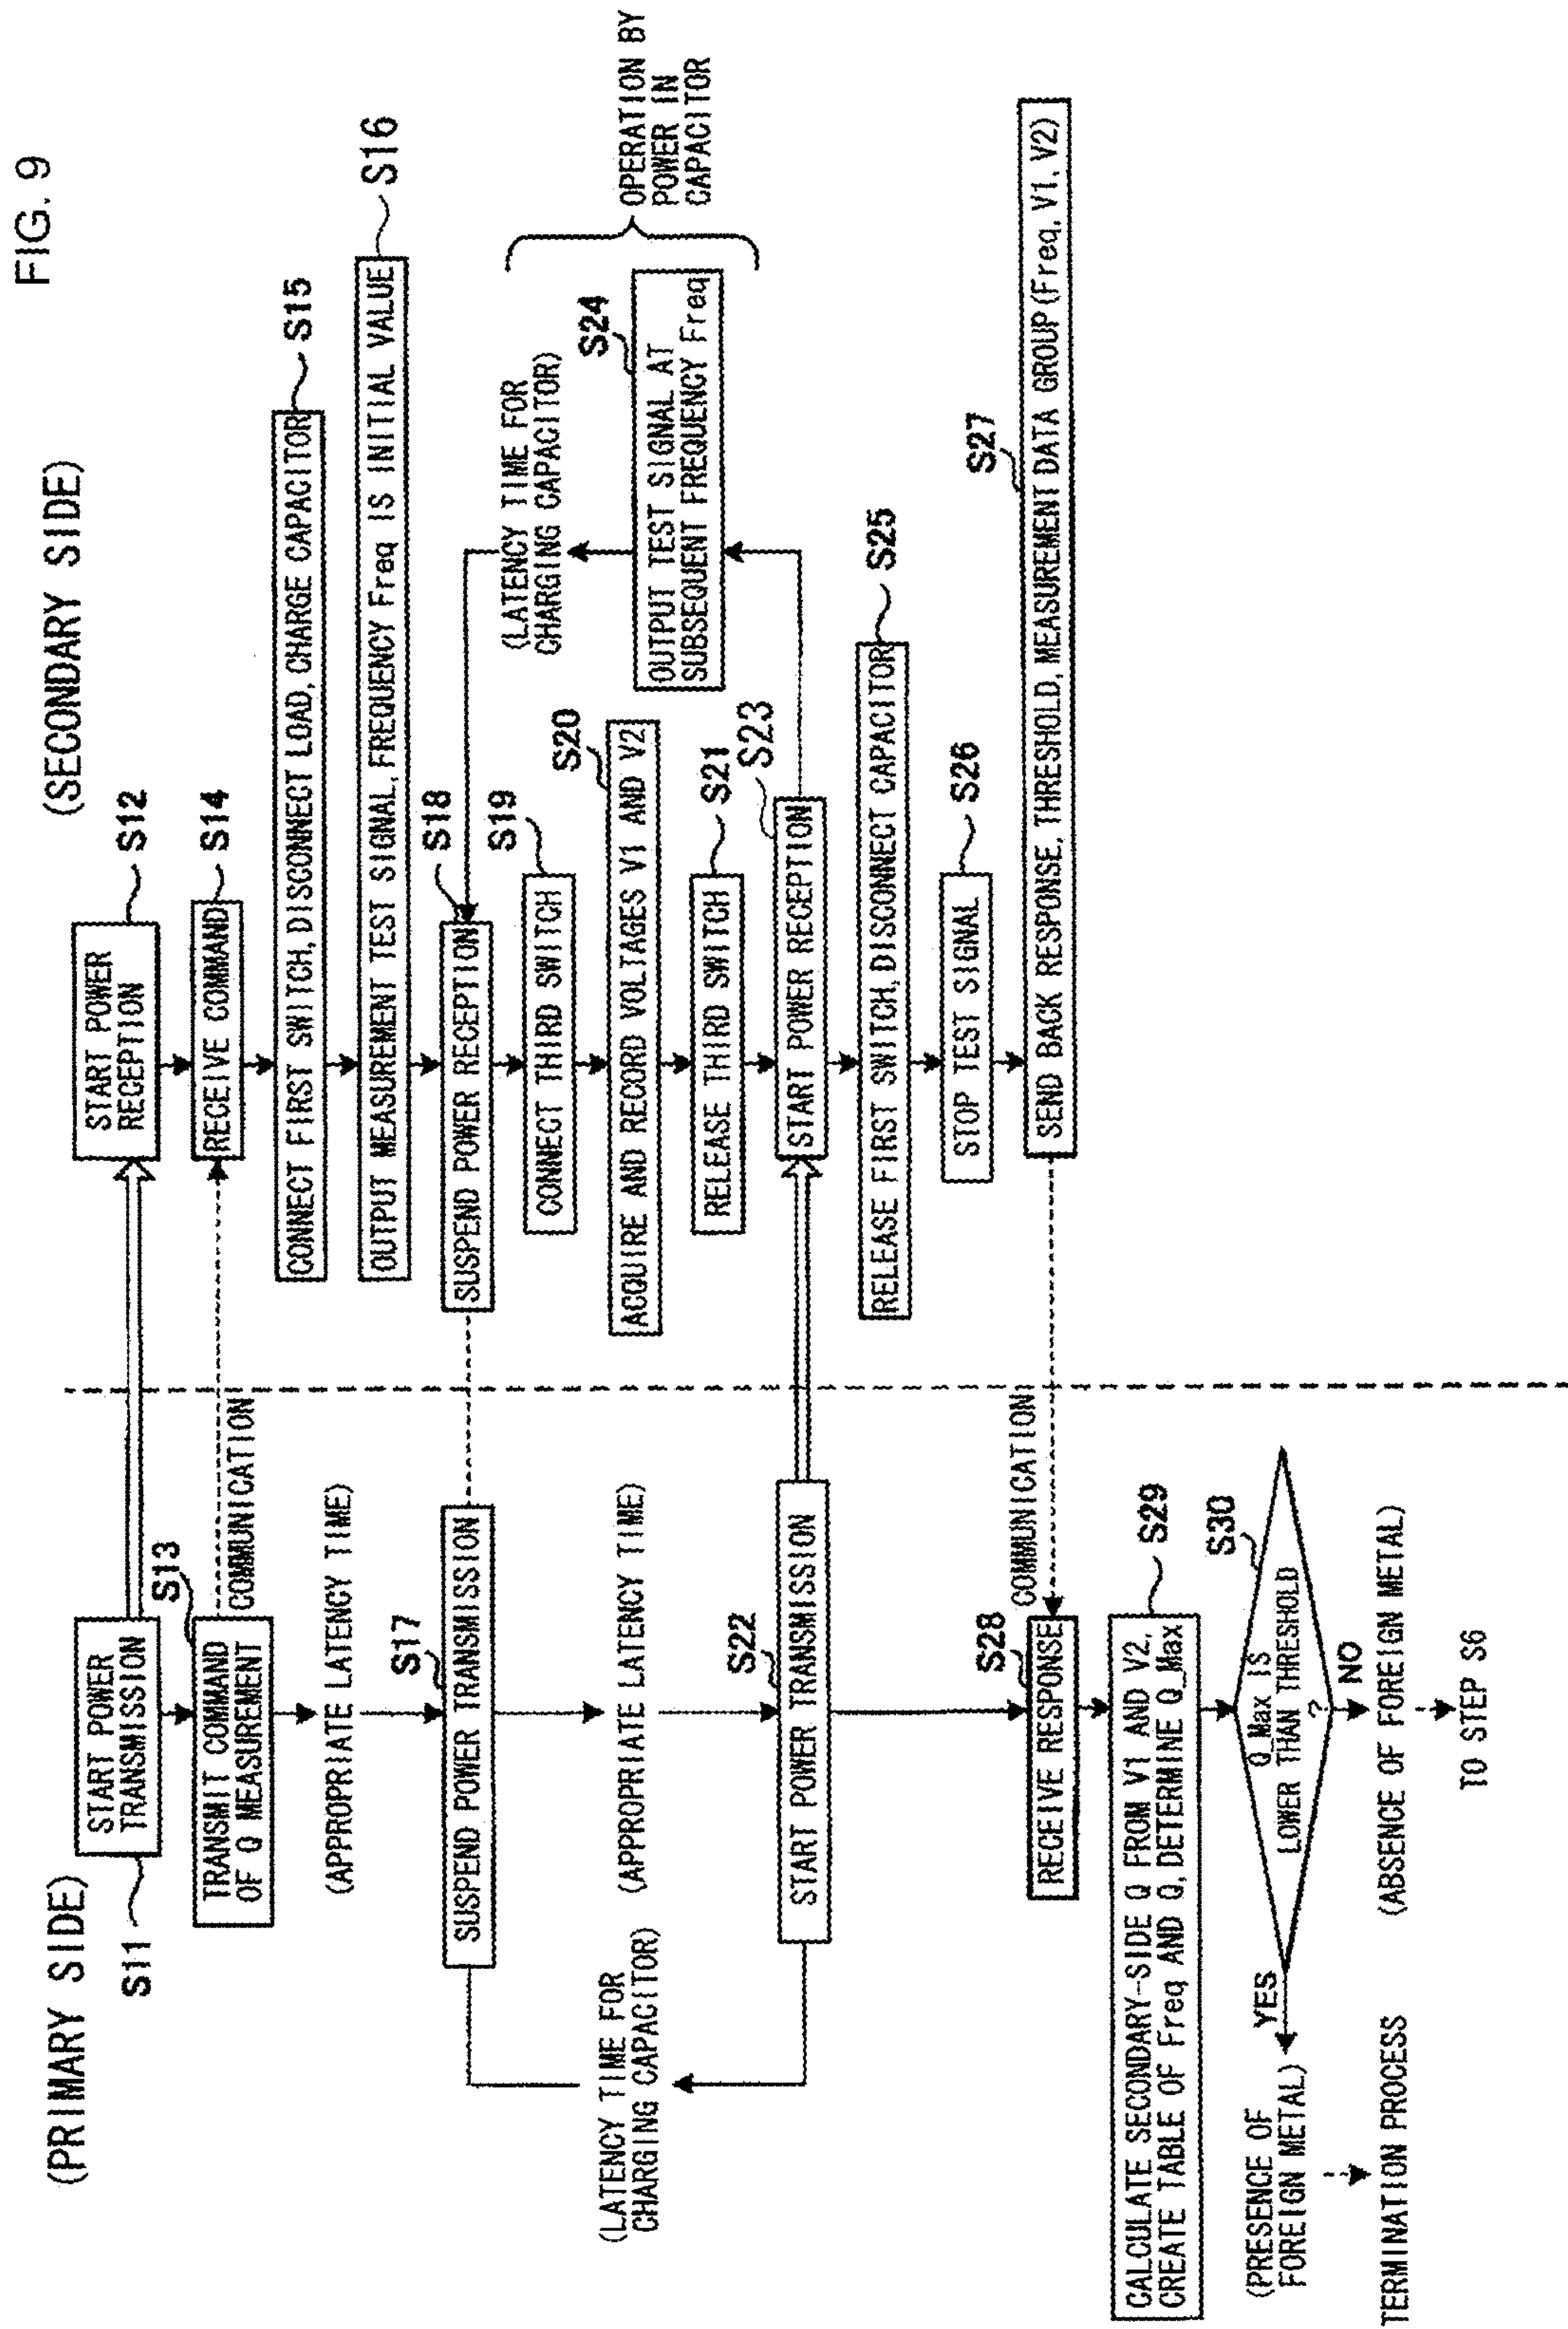 FIG. 9
(PRIMARY SIDE)
(SECONDARY SIDE)
S11
START POWER
TRANSMISSION
START POWER
RECEPTION
S12
S13
TRANSMIT COMMAND
OF Q MEASUREMENT
COMMUNICATION
RECEIVE COMMAND
S14
(APPROPRIATE LATENCY TIME)
CONNECT FIRST SWITCH, DISCONNECT LOAD, CHARGE CAPACITOR
S15
OUTPUT MEASUREMENT TEST SIGNAL, FREQUENCY Freq IS INITIAL VALUE
S16
S17
SUSPEND POWER TRANSMISSION
S18
SUSPEND POWER RECEPTION
(LATENCY TIME FOR
CHARGING CAPACITOR)
S19
CONNECT THIRD SWITCH
(LATENCY TIME FOR
CHARGING CAPACITOR)
(APPROPRIATE LATENCY TIME)
S20
ACQUIRE AND RECORD VOLTAGES V1 AND V2
S24
OUTPUT TEST SIGNAL AT
SUBSEQUENT FREQUENCY Freq
OPERATION BY
POWER IN
CAPACITOR
RELEASE THIRD SWITCH
S21
S22
START POWER TRANSMISSION
START POWER RECEPTION
S23
RELEASE FIRST SWITCH, DISCONNECT CAPACITOR
S25
STOP TEST SIGNAL
S26
S27
SEND BACK RESPONSE, THRESHOLD, MEASUREMENT DATA GROUP (Freq, V1, V2)
COMMUNICATION
S28
RECEIVE RESPONSE
CALCULATE SECONDARY-SIDE Q FROM V1 AND V2,
CREATE TABLE OF Freq AND Q, DETERMINE Q_Max
S29
S30
Q_Max IS
LOWER THAN THRESHOLD
?
YES
NO
(PRESENCE OF
FOREIGN METAL)
(ABSENCE OF FOREIGN METAL)
TERMINATION PROCESS
TO STEP S6